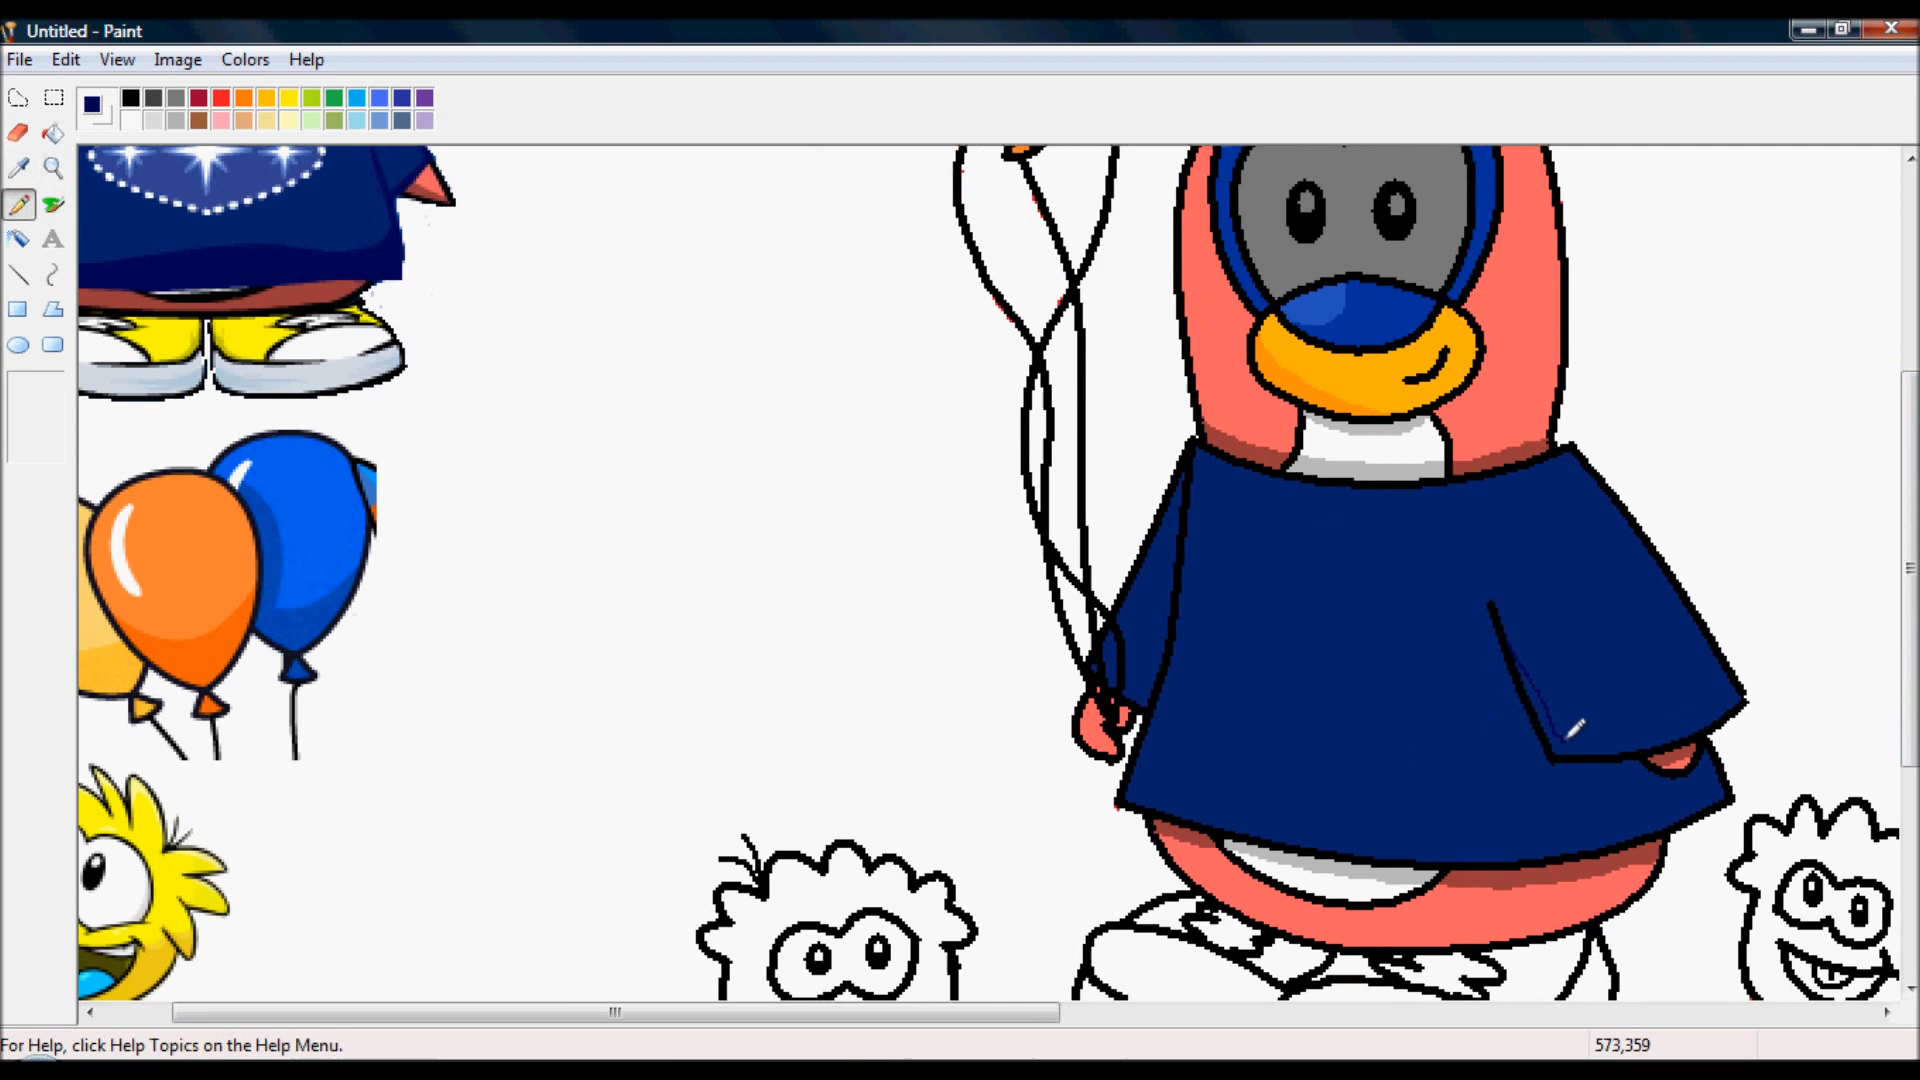 Untitled - Paint
File Edit View Image Colors Help
A
For Help, click Help Topics on the Help Menu.
573,359